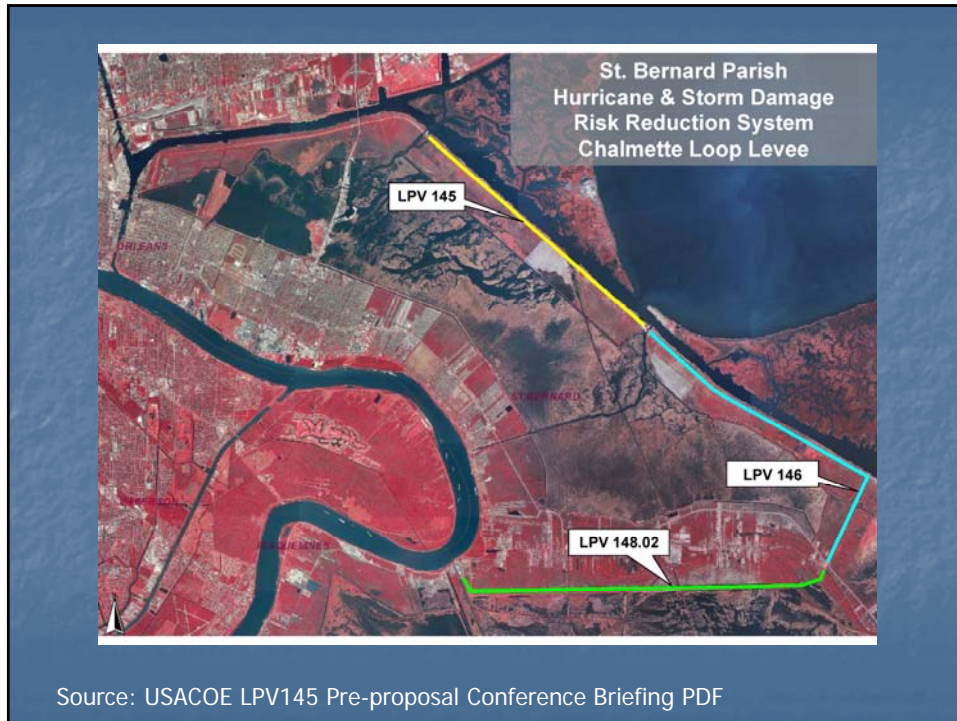 St. Bernard Parish
Hurricane & Storm Damage
Risk Reduction System
Chalmette Loop Levee
LPV 145
ORLEANS
ST BERNARD
LPV 146
JEFFERSON
LPV 148.02
PLAQUEMINES
Source: USACOE LPV145 Pre-proposal Conference Briefing PDF